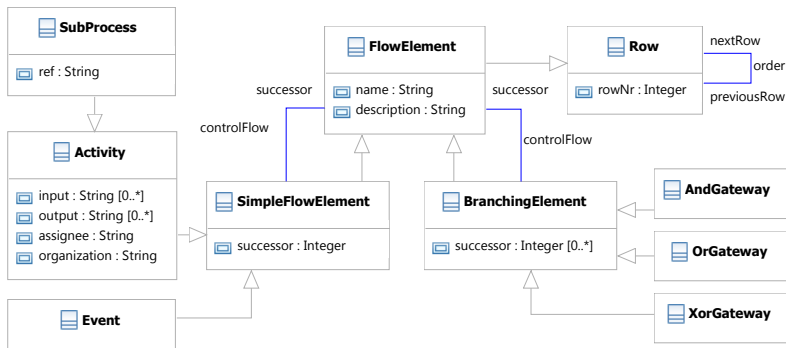 SubProcess
ref : String
FlowElement
name : String
description : String
Row
rowNr : Integer
nextRow
order
previousRow
successor
successor
controlFlow
controlFlow
Activity
input : String [0..*]
output : String [0..*]
assignee : String
organization : String
SimpleFlowElement
successor : Integer
BranchingElement
successor : Integer [0..*]
AndGateway
OrGateway
XorGateway
Event